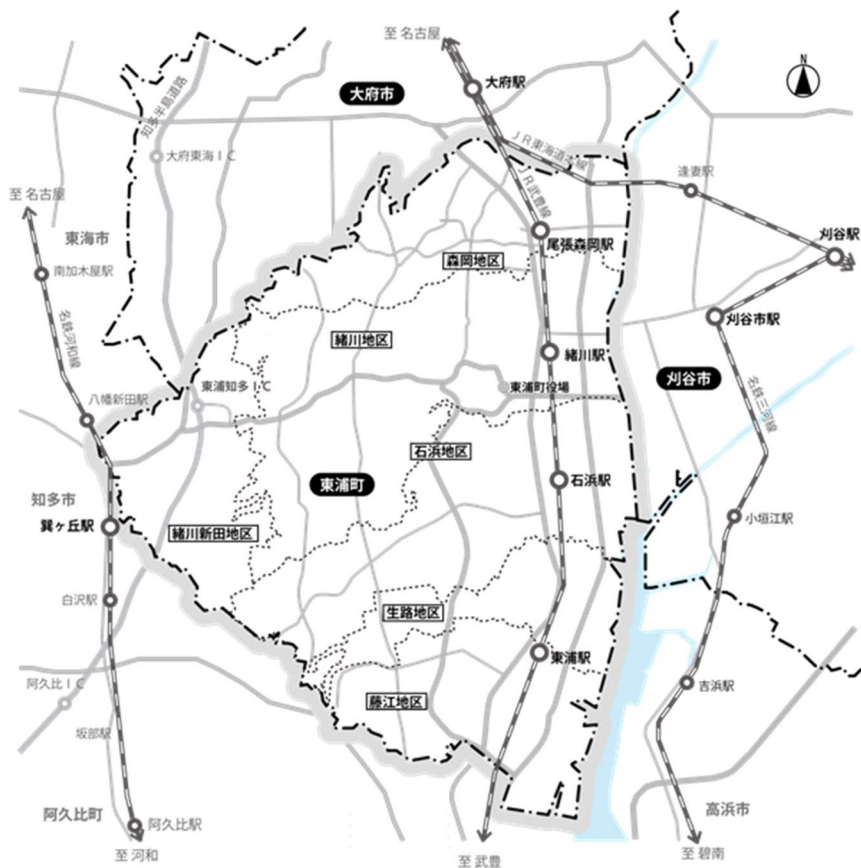 至 名古屋
N
大府駅
大府市
知多半島道路
JR東海道本線
大府東海IC
JR武豊線
逢妻駅
至 名古屋
刈谷駅
東海市
尾張森岡駅
森岡地区
南加木屋駅
刈谷市駅
名鉄河和線
緒川地区
緒川駅
東浦知多IC
東浦町役場
刈谷市
八幡新田駅
名鉄三河線
石浜地区
東浦町
石浜駅
知多市
巽ヶ丘駅
緒川新田地区
小垣江駅
白沢駅
生路地区
東浦駅
阿久比IC
吉浜駅
藤江地区
坂部駅
阿久比町
阿久比駅
高浜市
至 河和
至 武豊
至 碧南